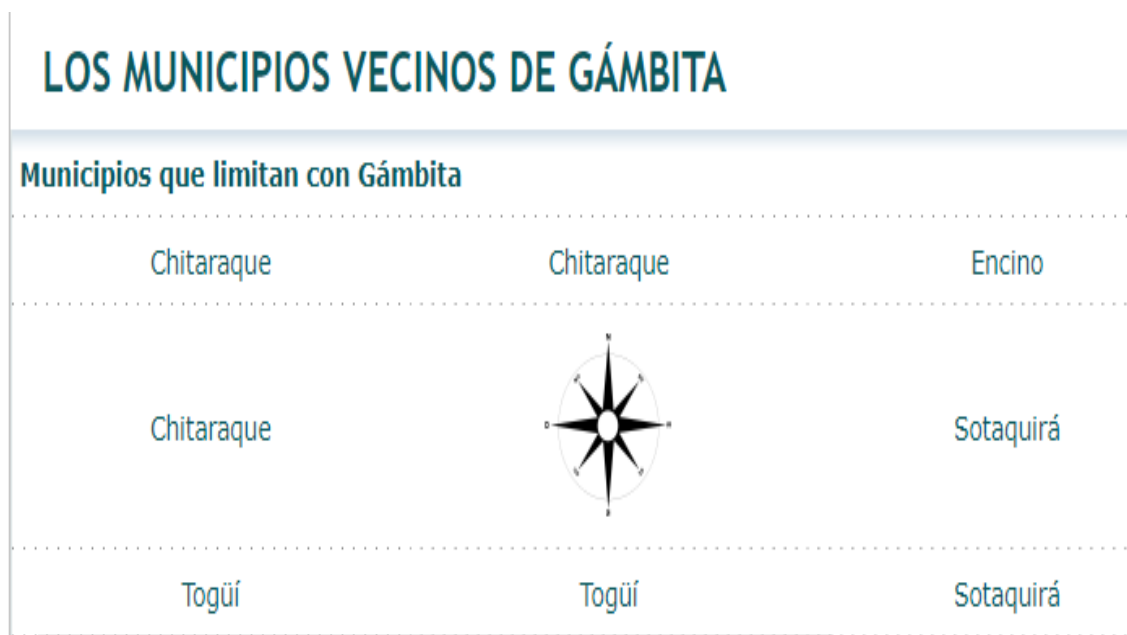 LOS MUNICIPIOS VECINOS DE GÁMBITA
Municipios que limitan con Gámbita
Chitaraque Chitaraque Encino
N
Chitaraque Sotaquirá
Togüí Togüí Sotaquirá